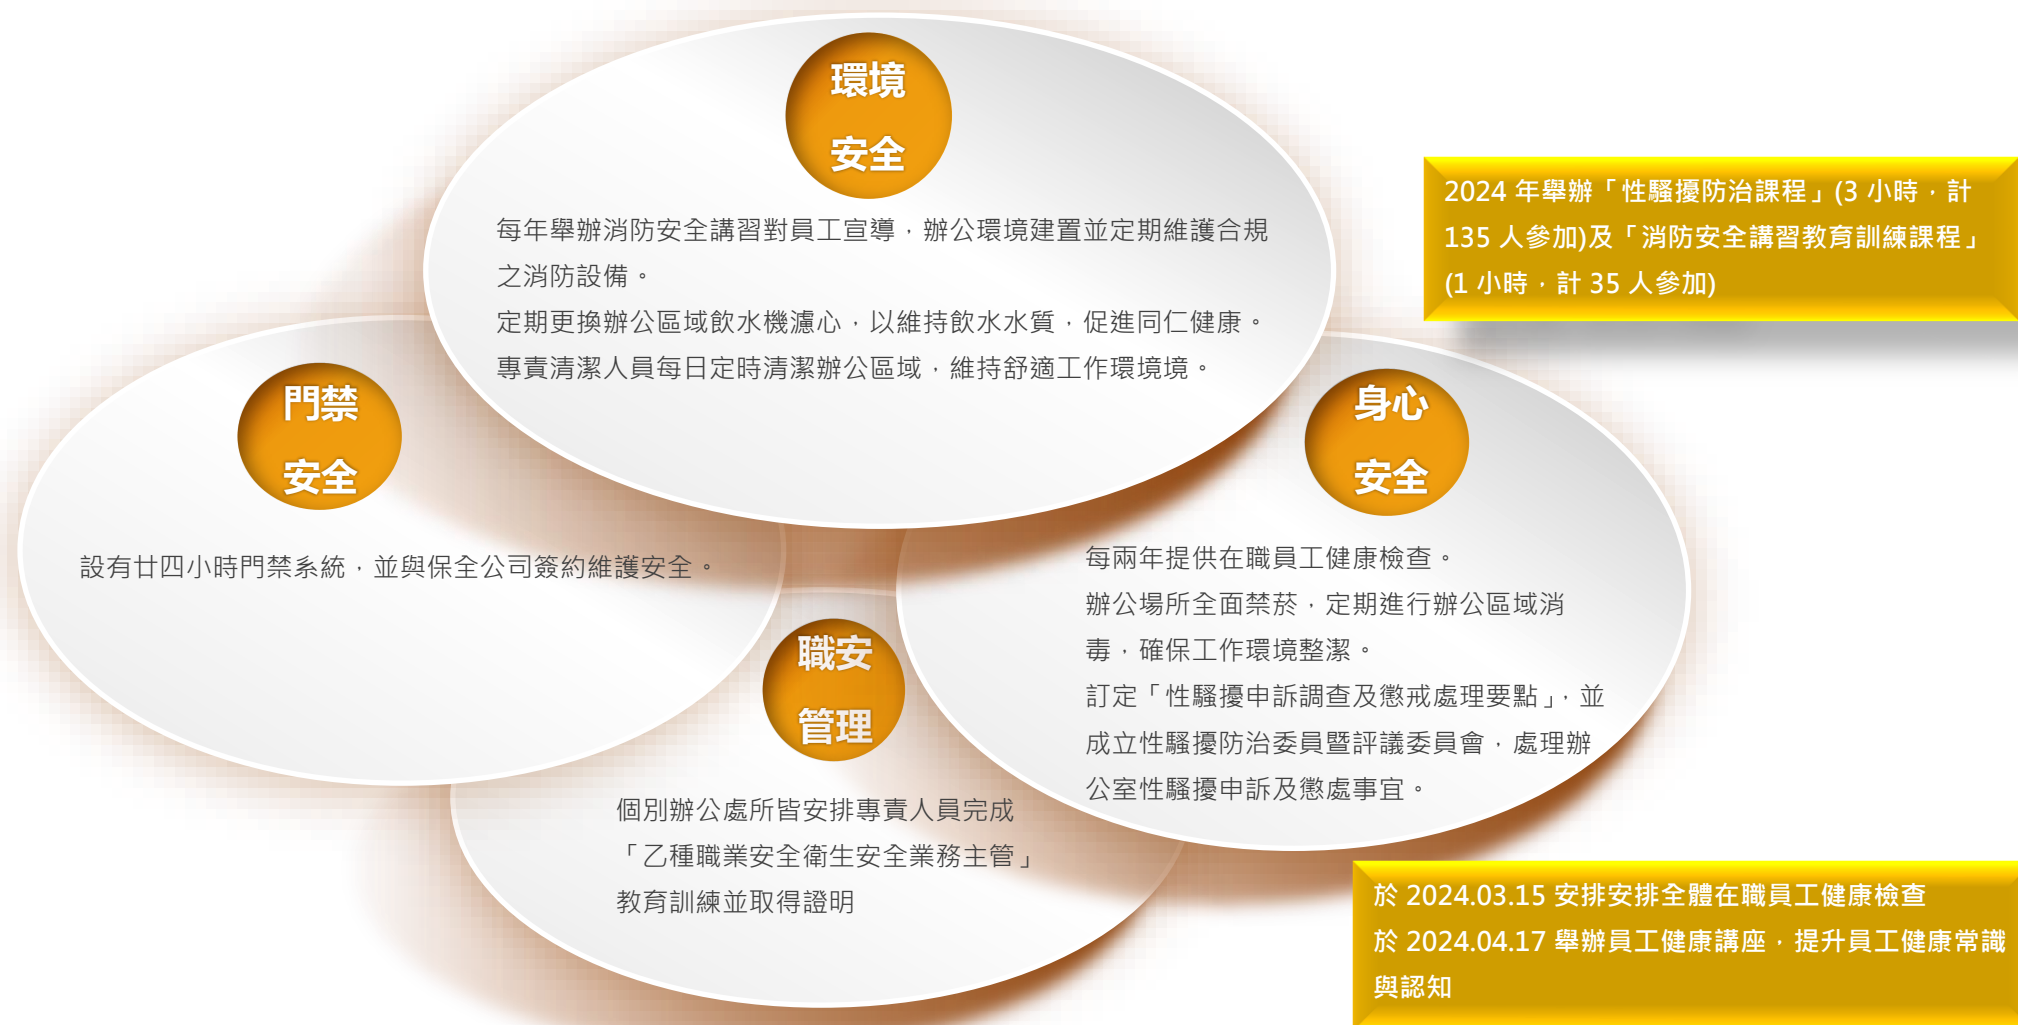 環境
安全
每年舉辦消防安全講習對員工宣導，辦公環境建置並定期維護合規
之消防設備。
定期更換辦公區域飲水機濾心，以維持飲水水質，促進同仁健康。
專責清潔人員每日定時清潔辦公區域，維持舒適工作環境境。
2024 年舉辦「性騷擾防治課程」(3 小時，計
135 人參加)及「消防安全講習教育訓練課程」
(1 小時，計 35 人參加)
門禁
安全
設有廿四小時門禁系統，並與保全公司簽約維護安全。
身心
安全
每兩年提供在職員工健康檢查。
辦公場所全面禁菸，定期進行辦公區域消
毒，確保工作環境整潔。
訂定「性騷擾申訴調查及懲戒處理要點」，並
成立性騷擾防治委員暨評議委員會，處理辦
公室性騷擾申訴及懲處事宜。
職安
管理
個別辦公處所皆安排專責人員完成
「乙種職業安全衛生安全業務主管」
教育訓練並取得證明
於 2024.03.15 安排安排全體在職員工健康檢查
於 2024.04.17 舉辦員工健康講座，提升員工健康常識
與認知